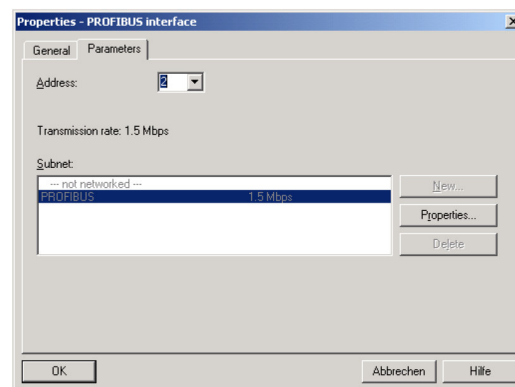 Properties - PROFIBUS interface
General Parameters
Address: 2
Transmission rate: 1.5 Mbps
Subnet:
--- not networked ---
PROFIBUS 1.5 Mbps
New...
Properties...
Delete
OK Abbrechen Hilfe